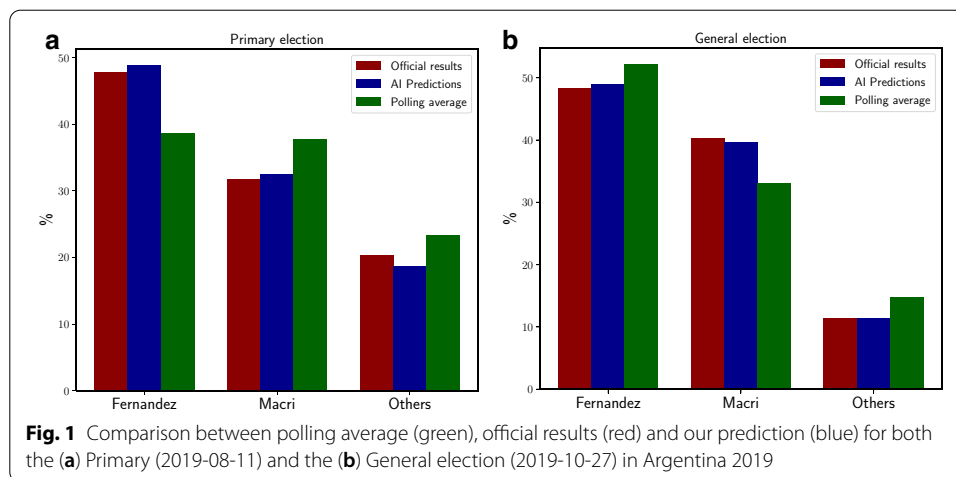 a
Primary election
Official results
AI Predictions
Polling average
50
40
30
20
10
0
%
Fernandez Macri Others
b
General election
Official results
AI Predictions
Polling average
50
40
30
20
10
0
%
Fernandez Macri Others
Fig. 1 Comparison between polling average (green), official results (red) and our prediction (blue) for both
the (a) Primary (2019-08-11) and the (b) General election (2019-10-27) in Argentina 2019